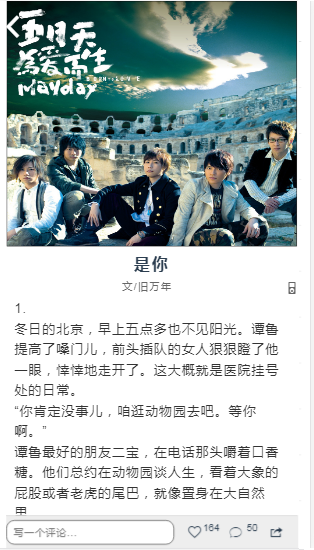 五月天
為愛而生
BORN to LOVE
Mayday
是你
文/旧万年
1.
冬日的北京，早上五点多也不见阳光。谭鲁
提高了嗓门儿，前头插队的女人狠狠瞪了他
一眼，悻悻地走开了。这大概就是医院挂号
处的日常。
“你肯定没事儿，咱逛动物园去吧。等你
啊。”
谭鲁最好的朋友二宝，在电话那头嚼着口香
糖。他们总约在动物园谈人生，看着大象的
屁股或者老虎的尾巴，就像置身在大自然
里
写一个评论…
164
50